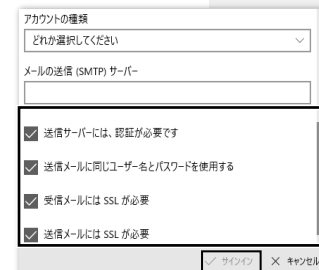 アカウントの種類
どれか選択してください
メールの送信 (SMTP) サーバー
送信サーバーには、認証が必要です
送信メールに同じユーザー名とパスワードを使用する
受信メールには SSL が必要
送信メールには SSL が必要
サインイン × キャンセル